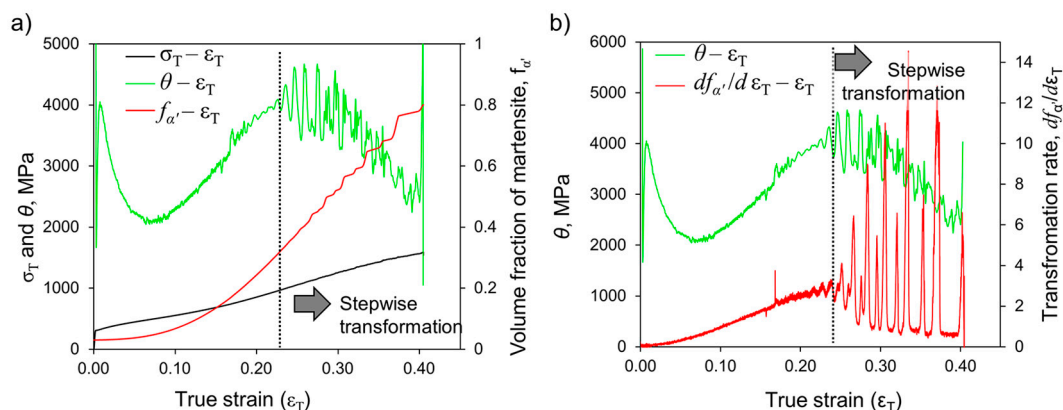 a)
σT – εT
θ – εT
fα' – εT
5000
4000
3000
2000
1000
0
σT and θ, MPa
1
0.8
0.6
0.4
0.2
0
Volume fraction of martensite, fα'
Stepwise
transformation
0.00
0.10
0.20
0.30
0.40
True strain (εT)
b)
θ – εT
dfα'/d εT – εT
6000
5000
4000
3000
2000
1000
0
θ, MPa
14
12
10
8
6
4
2
0
Transfromation rate, dfα'/dεT
Stepwise
transformation
0.00
0.10
0.20
0.30
0.40
True strain (εT)